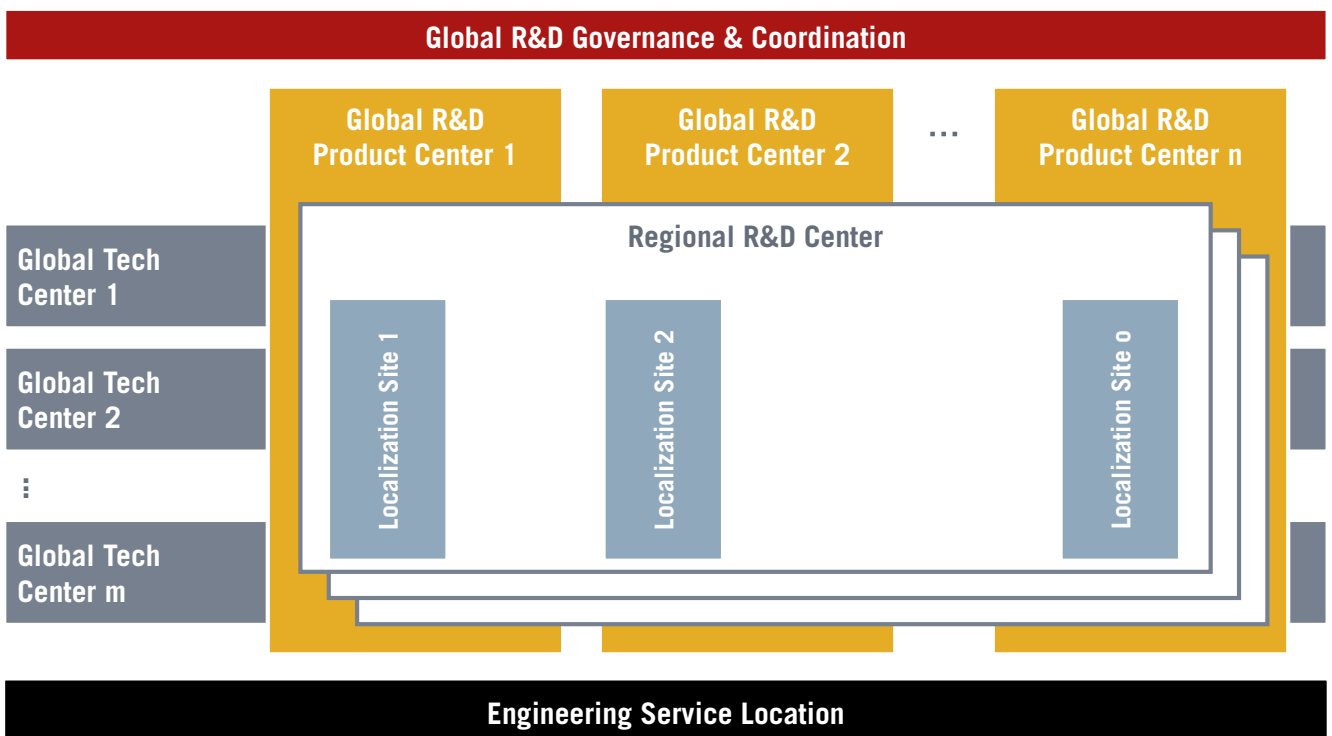 Global R&D Governance & Coordination
Global R&D
Product Center 1
Global R&D
Product Center 2
...
Global R&D
Product Center n
Regional R&D Center
Global Tech
Center 1
Global Tech
Center 2
...
Global Tech
Center m
Localization Site 1
Localization Site 2
Localization Site o
Engineering Service Location